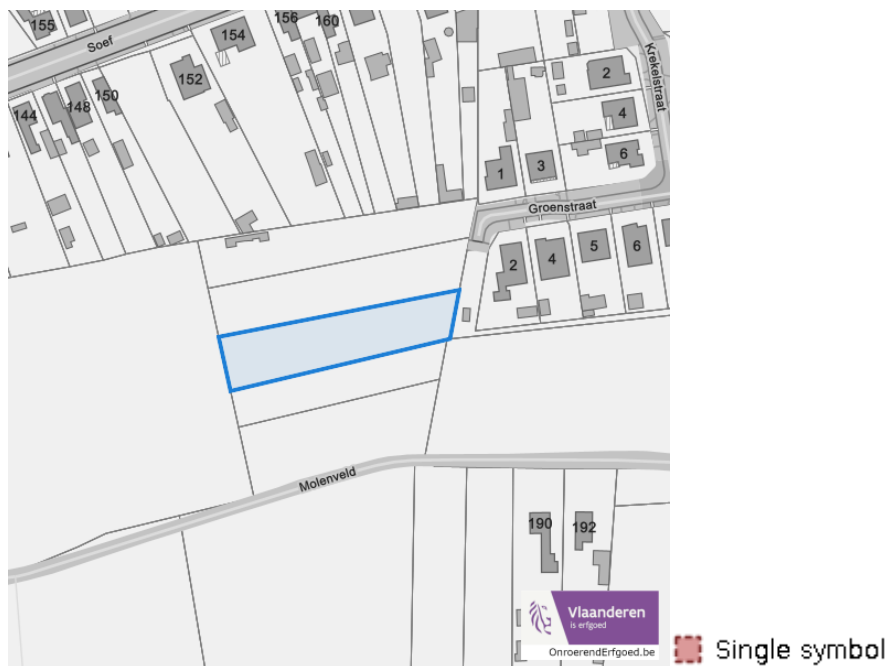 155
156
160
154
Soef
152
150
148
144
Krekelstraat
2
4
6
1
3
Groenstraat
2
4
5
6
Molenveld
190
192
Vlaanderen
is erfgoed
OnroerendErfgoed.be
Single symbol